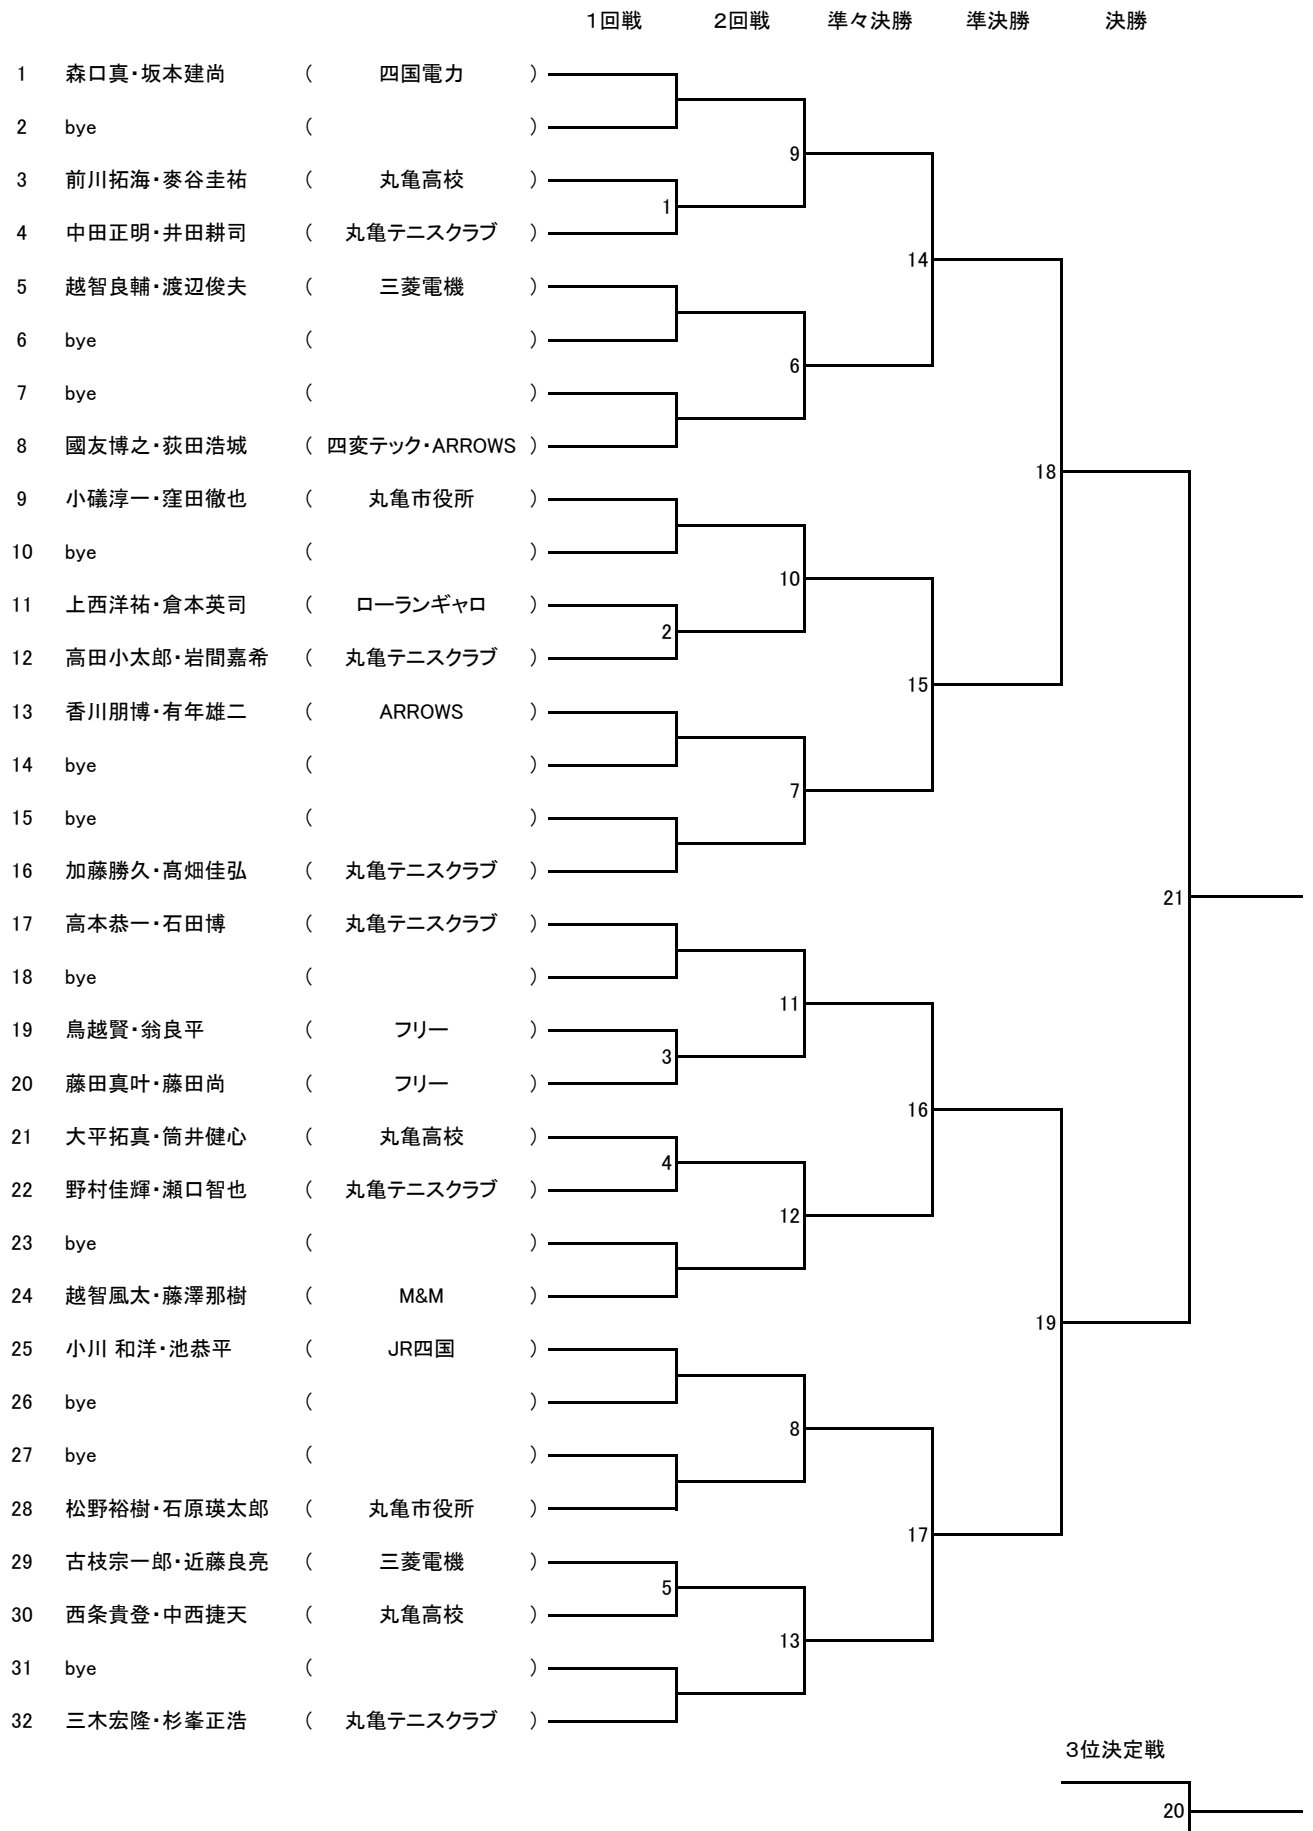 1回戦 2回戦 準々決勝 準決勝 決勝
1 森口真・坂本建尚 ( 四国電力 )
2 bye ( )
9
3 前川拓海・麥谷圭祐 ( 丸亀高校 )
1
4 中田正明・井田耕司 ( 丸亀テニスクラブ )
14
5 越智良輔・渡辺俊夫 ( 三菱電機 )
6 bye ( )
6
7 bye ( )
8 國友博之・荻田浩城 ( 四変テック・ARROWS )
18
9 小礒淳一・窪田徹也 ( 丸亀市役所 )
10 bye ( )
10
11 上西洋祐・倉本英司 ( ローランギャロ )
2
12 高田小太郎・岩間嘉希 ( 丸亀テニスクラブ )
15
13 香川朋博・有年雄二 ( ARROWS )
14 bye ( )
7
15 bye ( )
16 加藤勝久・髙畑佳弘 ( 丸亀テニスクラブ )
21
17 高本恭一・石田博 ( 丸亀テニスクラブ )
18 bye ( )
11
19 鳥越賢・翁良平 ( フリー )
3
20 藤田真叶・藤田尚 ( フリー )
16
21 大平拓真・筒井健心 ( 丸亀高校 )
4
22 野村佳輝・瀬口智也 ( 丸亀テニスクラブ )
12
23 bye ( )
24 越智風太・藤澤那樹 ( M&M )
19
25 小川 和洋・池恭平 ( JR四国 )
26 bye ( )
8
27 bye ( )
28 松野裕樹・石原瑛太郎 ( 丸亀市役所 )
17
29 古枝宗一郎・近藤良亮 ( 三菱電機 )
5
30 西条貴登・中西捷天 ( 丸亀高校 )
13
31 bye ( )
32 三木宏隆・杉峯正浩 ( 丸亀テニスクラブ )
3位決定戦
20